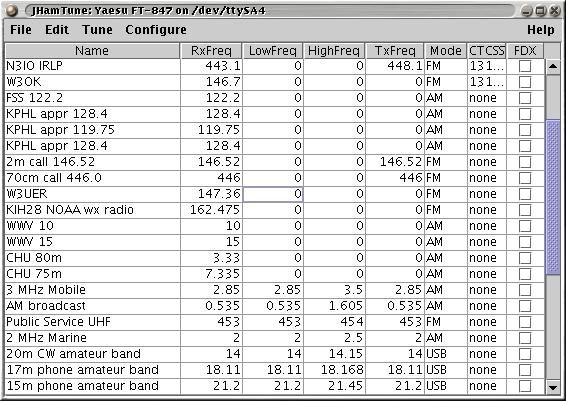 JHamTune: Yaesu FT-847 on /dev/ttySA4
File Edit Tune Configure Help
Name RxFreq LowFreq HighFreq TxFreq Mode CTCSS FDX
N3IO IRLP 443.1 0 0 448.1 FM 131...
W3OK 146.7 0 0 0 FM 131...
FSS 122.2 122.2 0 0 0 AM none
KPHL appr 128.4 128.4 0 0 0 AM none
KPHL appr 119.75 119.75 0 0 0 AM none
KPHL appr 128.4 128.4 0 0 0 AM none
2m call 146.52 146.52 0 0 146.52 FM none
70cm call 446.0 446 0 0 446 FM none
W3UER 147.36 0 0 0 FM none
KIH28 NOAA wx radio 162.475 0 0 0 FM none
WWV 10 10 0 0 0 AM none
WWV 15 15 0 0 0 AM none
CHU 80m 3.33 0 0 0 AM none
CHU 75m 7.335 0 0 0 AM none
3 MHz Mobile 2.85 2.85 3.5 2.85 AM none
AM broadcast 0.535 0.535 1.605 0.535 AM none
Public Service UHF 453 453 454 453 FM none
2 MHz Marine 2 2 2.5 2 AM none
20m CW amateur band 14 14 14.15 14 USB none
17m phone amateur band 18.11 18.11 18.168 18.11 USB none
15m phone amateur band 21.2 21.2 21.45 21.2 USB none